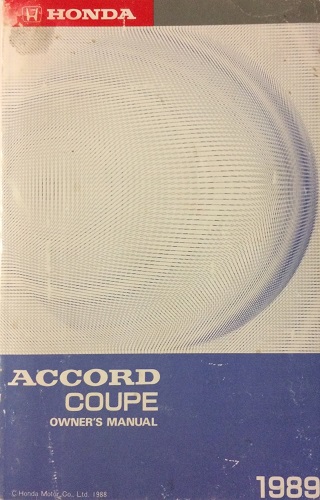 HONDA
ACCORD
COUPE
OWNER'S MANUAL
© Honda Motor Co., Ltd. 1988
1989